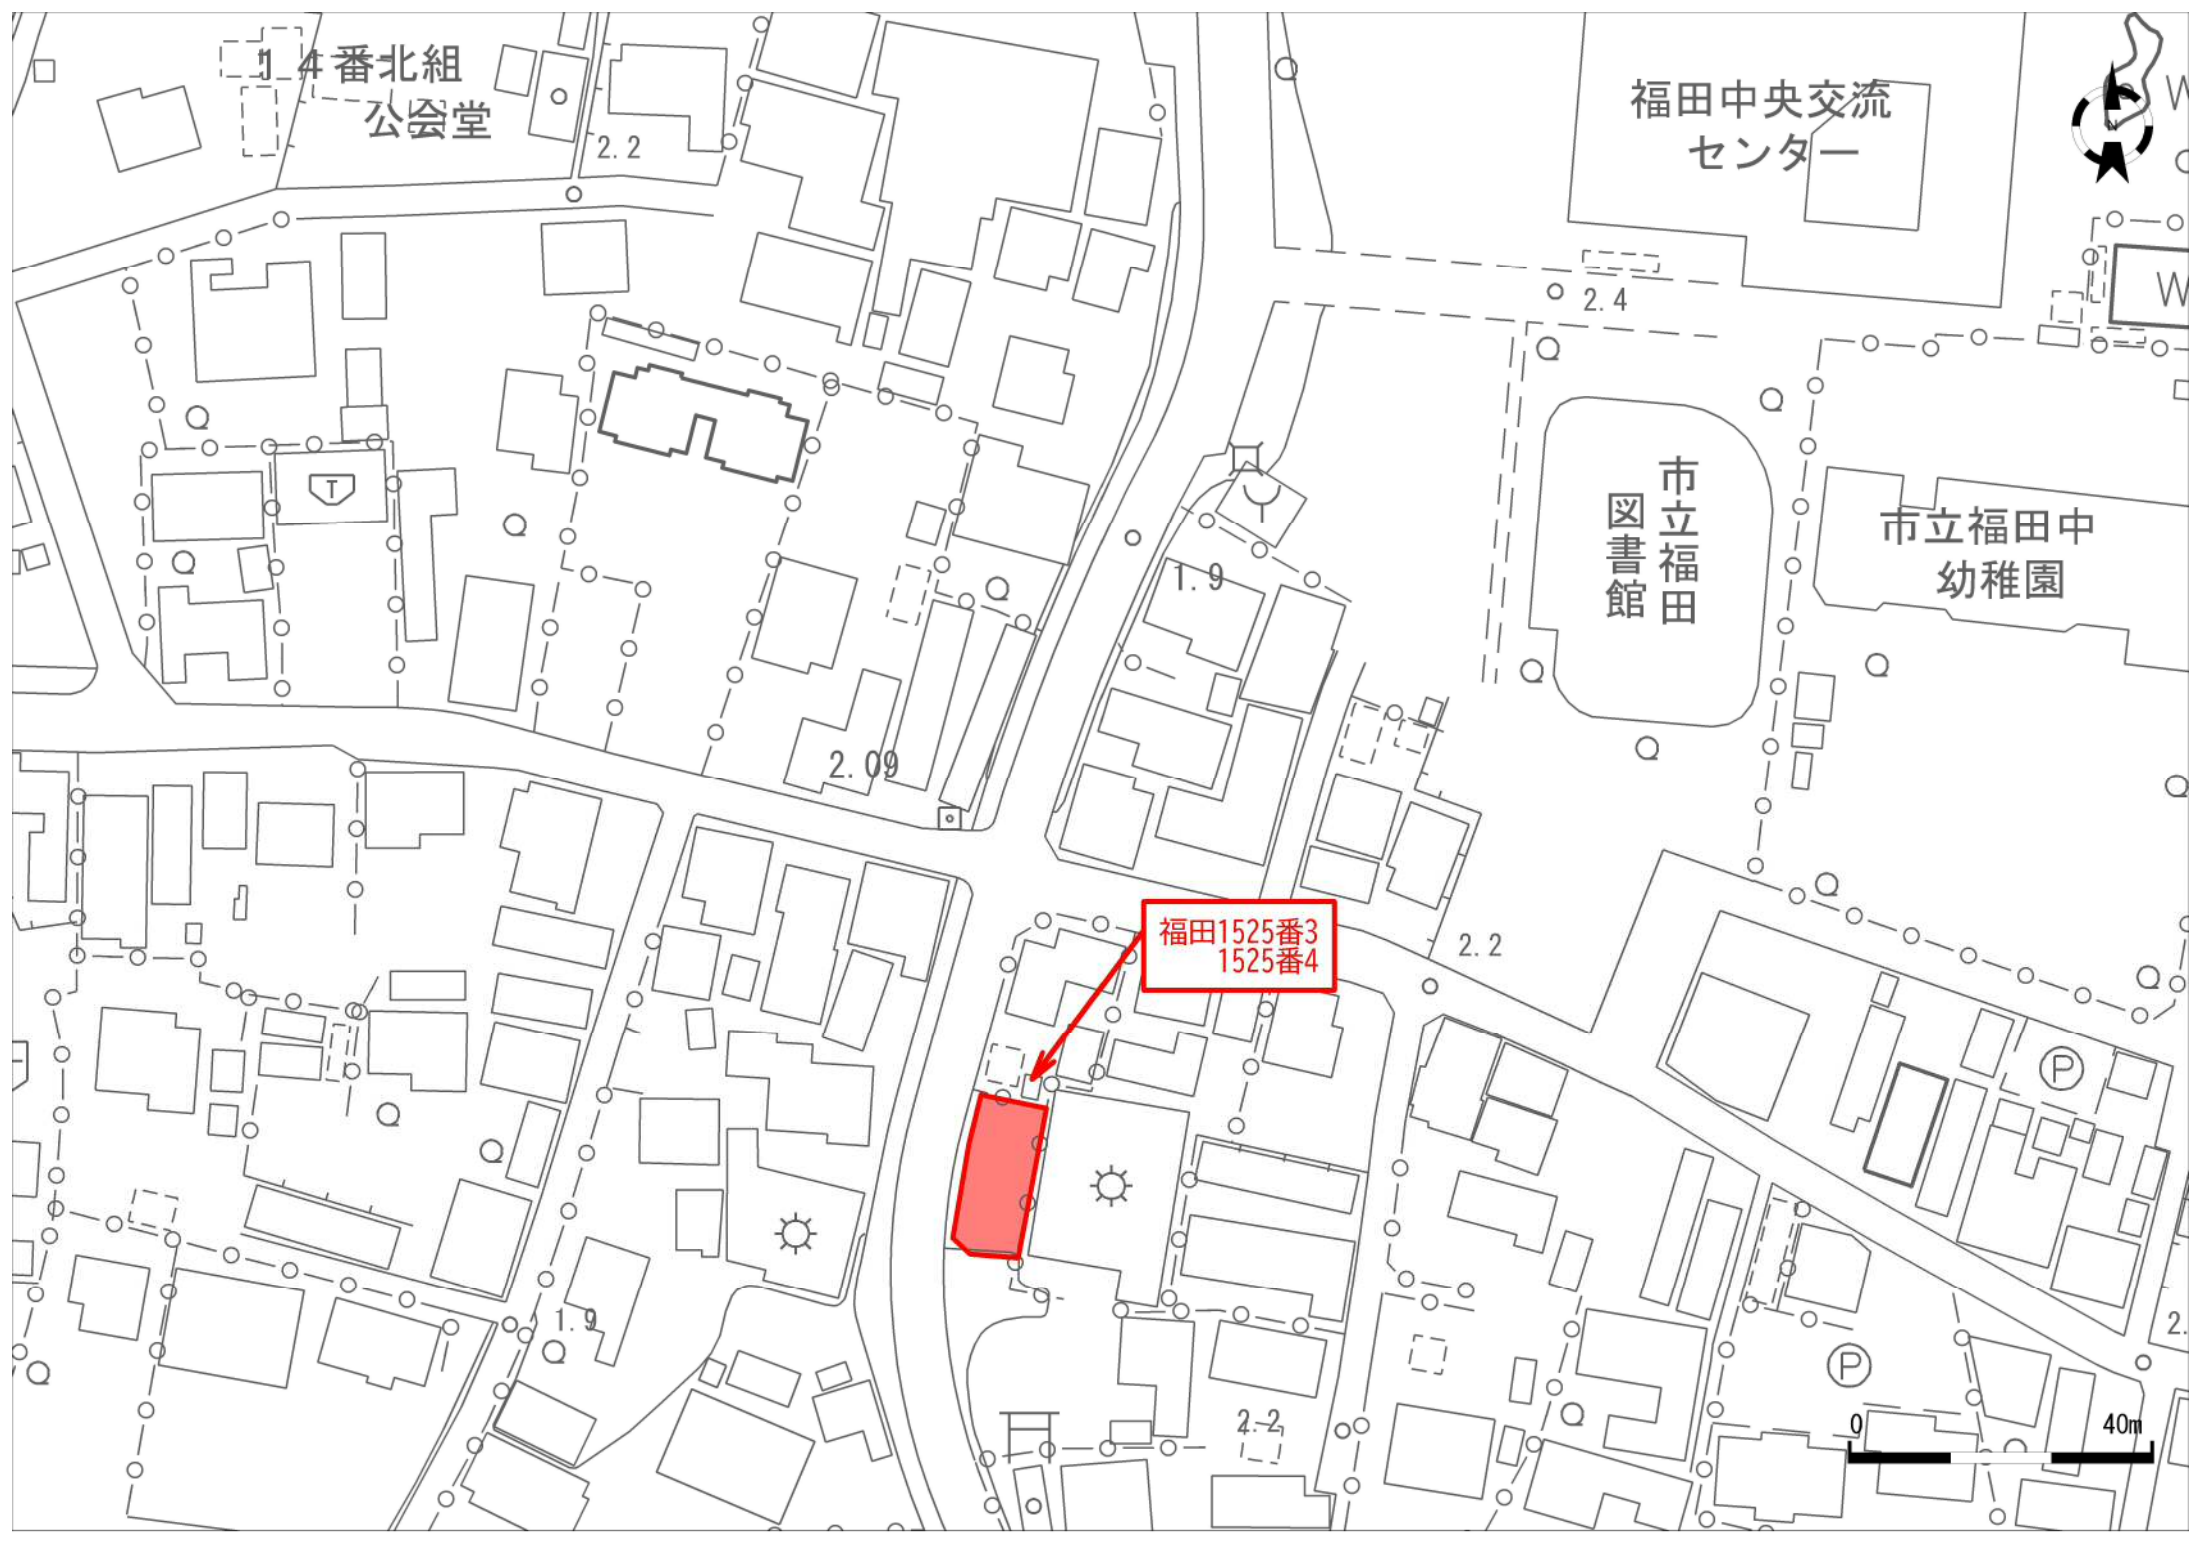 14番北組
公会堂
2.2
福田中央交流
センター
N
W
2.4
W
T
市立福田
図書館
市立福田中
幼稚園
1.9
2.09
福田1525番3
1525番4
2.2
P
1.9
2.2
P
2.
0
40m